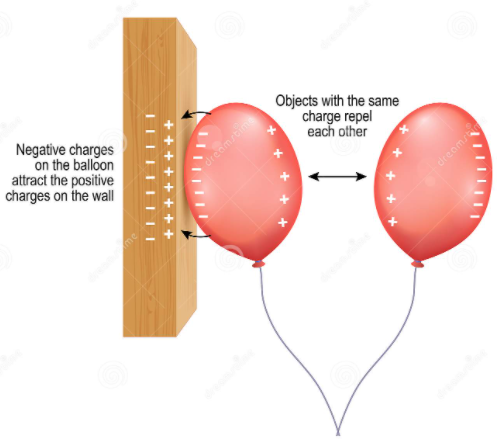 Objects with the same
charge repel
each other
Negative charges
on the balloon
attract the positive
charges on the wall
dreamstime